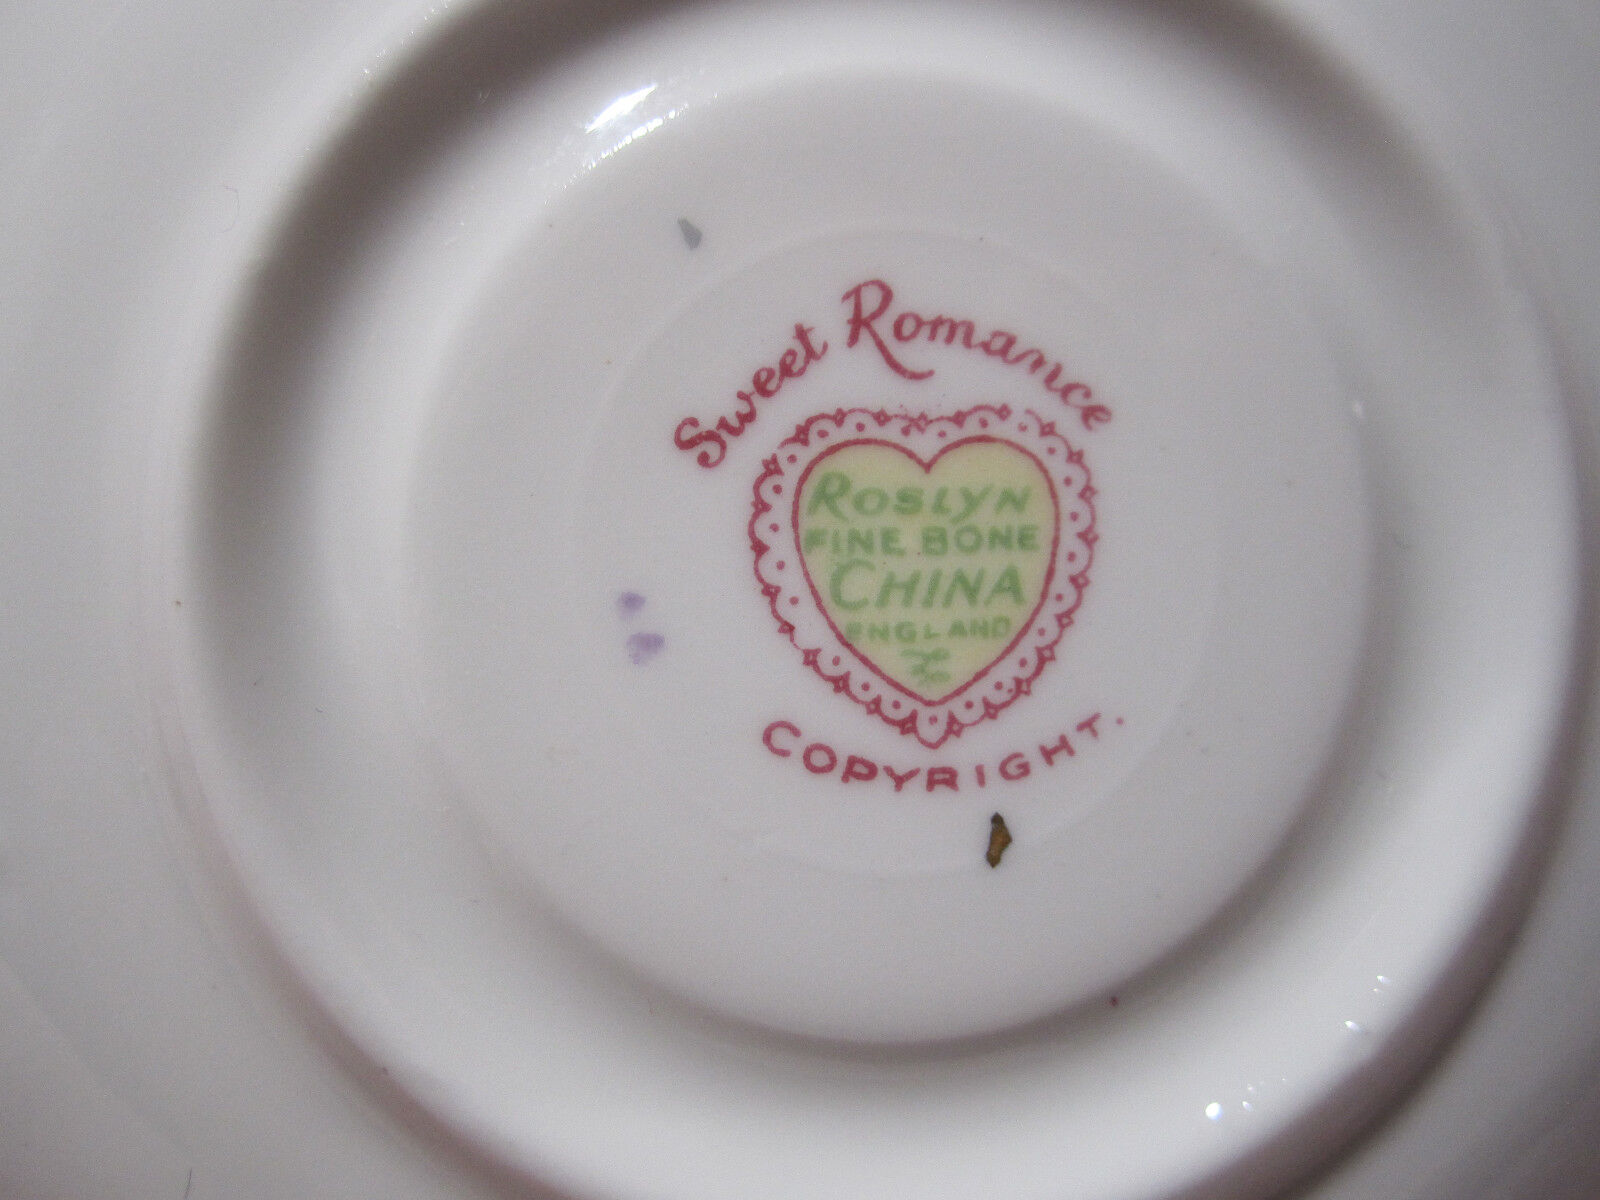 Sweet Romance
ROSLYN
FINE BONE
CHINA
ENGLAND
COPYRIGHT.